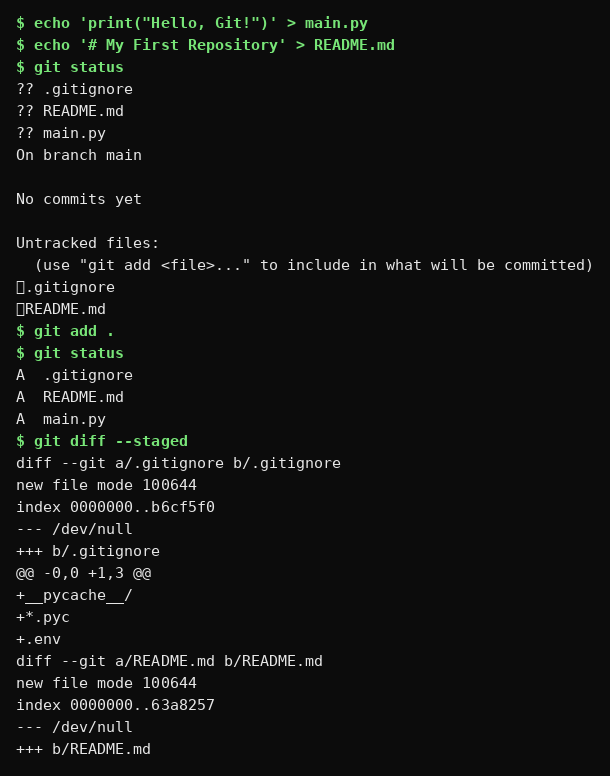 $ echo 'print("Hello, Git!")' > main.py
$ echo '# My First Repository' > README.md
$ git status
?? .gitignore
?? README.md
?? main.py
On branch main

No commits yet

Untracked files:
  (use "git add <file>..." to include in what will be committed)
.gitignore
README.md
$ git add .
$ git status
A  .gitignore
A  README.md
A  main.py
$ git diff --staged
diff --git a/.gitignore b/.gitignore
new file mode 100644
index 0000000..b6cf5f0
--- /dev/null
+++ b/.gitignore
@@ -0,0 +1,3 @@
+__pycache__/
+*.pyc
+.env
diff --git a/README.md b/README.md
new file mode 100644
index 0000000..63a8257
--- /dev/null
+++ b/README.md